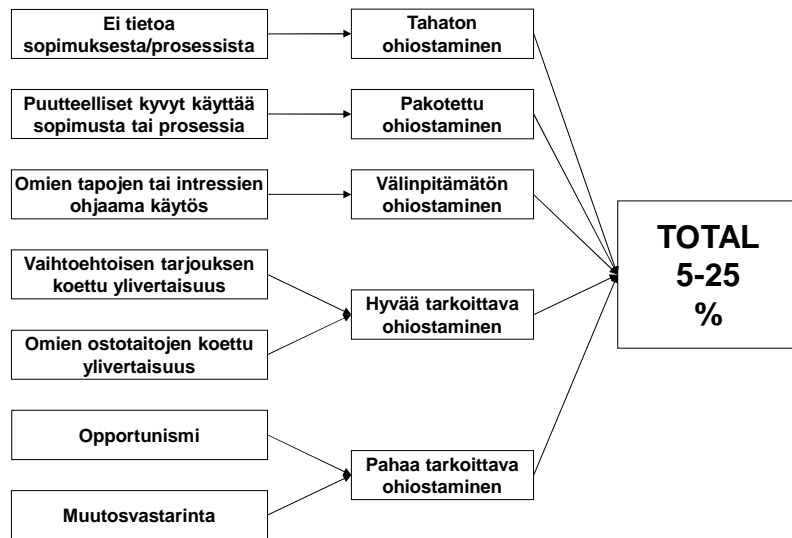 Ei tietoa
sopimuksesta/prosessista
Tahaton
ohiostaminen
Puutteelliset kyvyt käyttää
sopimusta tai prosessia
Pakotettu
ohiostaminen
Omien tapojen tai intressien
ohjaama käytös
Välinpitämätön
ohiostaminen
Vaihtoehtoisen tarjouksen
koettu ylivertaisuus
Omien ostotaitojen koettu
ylivertaisuus
Hyvää tarkoittava
ohiostaminen
Opportunismi
Muutosvastarinta
Pahaa tarkoittava
ohiostaminen
TOTAL
5-25
%